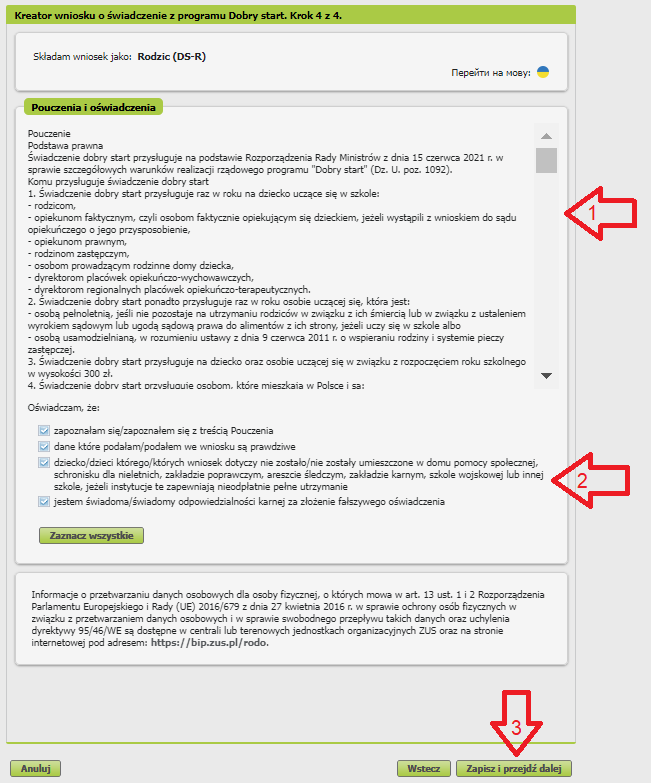 Kreator wniosku o świadczenie z programu Dobry start. Krok 4 z 4.
Składam wniosek jako: Rodzic (DS-R)
Перейти на мову:
Pouczenia i oświadczenia
Pouczenie
Podstawa prawna
Świadczenie dobry start przysługuje na podstawie Rozporządzenia Rady Ministrów z dnia 15 czerwca 2021 r. w
sprawie szczegółowych warunków realizacji rządowego programu "Dobry start" (Dz. U. poz. 1092).
Komu przysługuje świadczenie dobry start
1. Świadczenie dobry start przysługuje raz w roku na dziecko uczące się w szkole:
- rodzicom,
- opiekunom faktycznym, czyli osobom faktycznie opiekującym się dzieckiem, jeżeli wystąpili z wnioskiem do sądu
opiekuńczego o jego przysposobienie,
- opiekunom prawnym,
- rodzinom zastępczym,
- osobom prowadzącym rodzinne domy dziecka,
- dyrektorom placówek opiekuńczo-wychowawczych,
- dyrektorom regionalnych placówek opiekuńczo-terapeutycznych.
2. Świadczenie dobry start ponadto przysługuje raz w roku osobie uczącej się, która jest:
- osobą pełnoletnią, jeśli nie pozostaje na utrzymaniu rodziców w związku z ich śmiercią lub w związku z ustaleniem
wyrokiem sądowym lub ugodą sądową prawa do alimentów z ich strony, jeżeli uczy się w szkole albo
- osobą usamodzielnianą, w rozumieniu ustawy z dnia 9 czerwca 2011 r. o wspieraniu rodziny i systemie pieczy
zastępczej.
3. Świadczenie dobry start przysługuje na dziecko oraz osobie uczącej się w związku z rozpoczęciem roku szkolnego
w wysokości 300 zł.
4. Świadczenie dobry start przysługuje osobom, które mieszkają w Polsce i są:
1
Oświadczam, że:
zapoznałam się/zapoznałem się z treścią Pouczenia
dane które podałam/podałem we wniosku są prawdziwe
dziecko/dzieci którego/których wniosek dotyczy nie zostało/nie zostały umieszczone w domu pomocy społecznej,
schronisku dla nieletnich, zakładzie poprawczym, areszcie śledczym, zakładzie karnym, szkole wojskowej lub innej
szkole, jeżeli instytucje te zapewniają nieodpłatnie pełne utrzymanie
2
jestem świadoma/świadomy odpowiedzialności karnej za złożenie fałszywego oświadczenia
Zaznacz wszystkie
Informacje o przetwarzaniu danych osobowych dla osoby fizycznej, o których mowa w art. 13 ust. 1 i 2 Rozporządzenia
Parlamentu Europejskiego i Rady (UE) 2016/679 z dnia 27 kwietnia 2016 r. w sprawie ochrony osób fizycznych w
związku z przetwarzaniem danych osobowych i w sprawie swobodnego przepływu takich danych oraz uchylenia
dyrektywy 95/46/WE są dostępne w centrali lub terenowych jednostkach organizacyjnych ZUS oraz na stronie
internetowej pod adresem: https://bip.zus.pl/rodo.
3
Anuluj
Wstecz
Zapisz i przejdź dalej